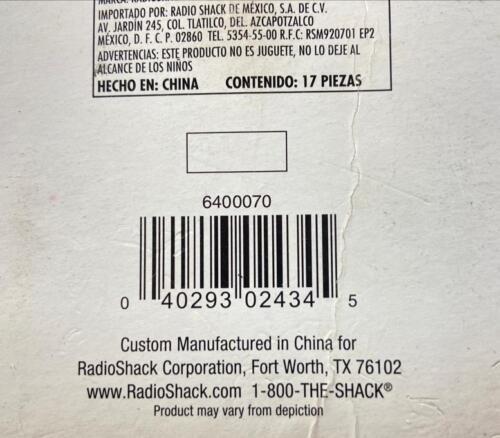 IMPORTADO POR: RADIO SHACK DE MÉXICO, S.A. DE C.V.
AV. JARDIN 245, COL. TLATILCO, DEL. AZCAPOTZALCO
MÉXICO, D. F. C. P. 02860 TEL. 5354-55-00 R.F.C: RSM920701 EP2
ADVERTENCIAS: ESTE PRODUCTO NO ES JUGUETE, NO LO DEJE AL
ALCANCE DE LOS NIÑOS
HECHO EN: CHINA CONTENIDO: 17 PIEZAS
6400070
0 40293 02434 5
Custom Manufactured in China for
RadioShack Corporation, Fort Worth, TX 76102
www.RadioShack.com 1-800-THE-SHACK®
Product may vary from depiction